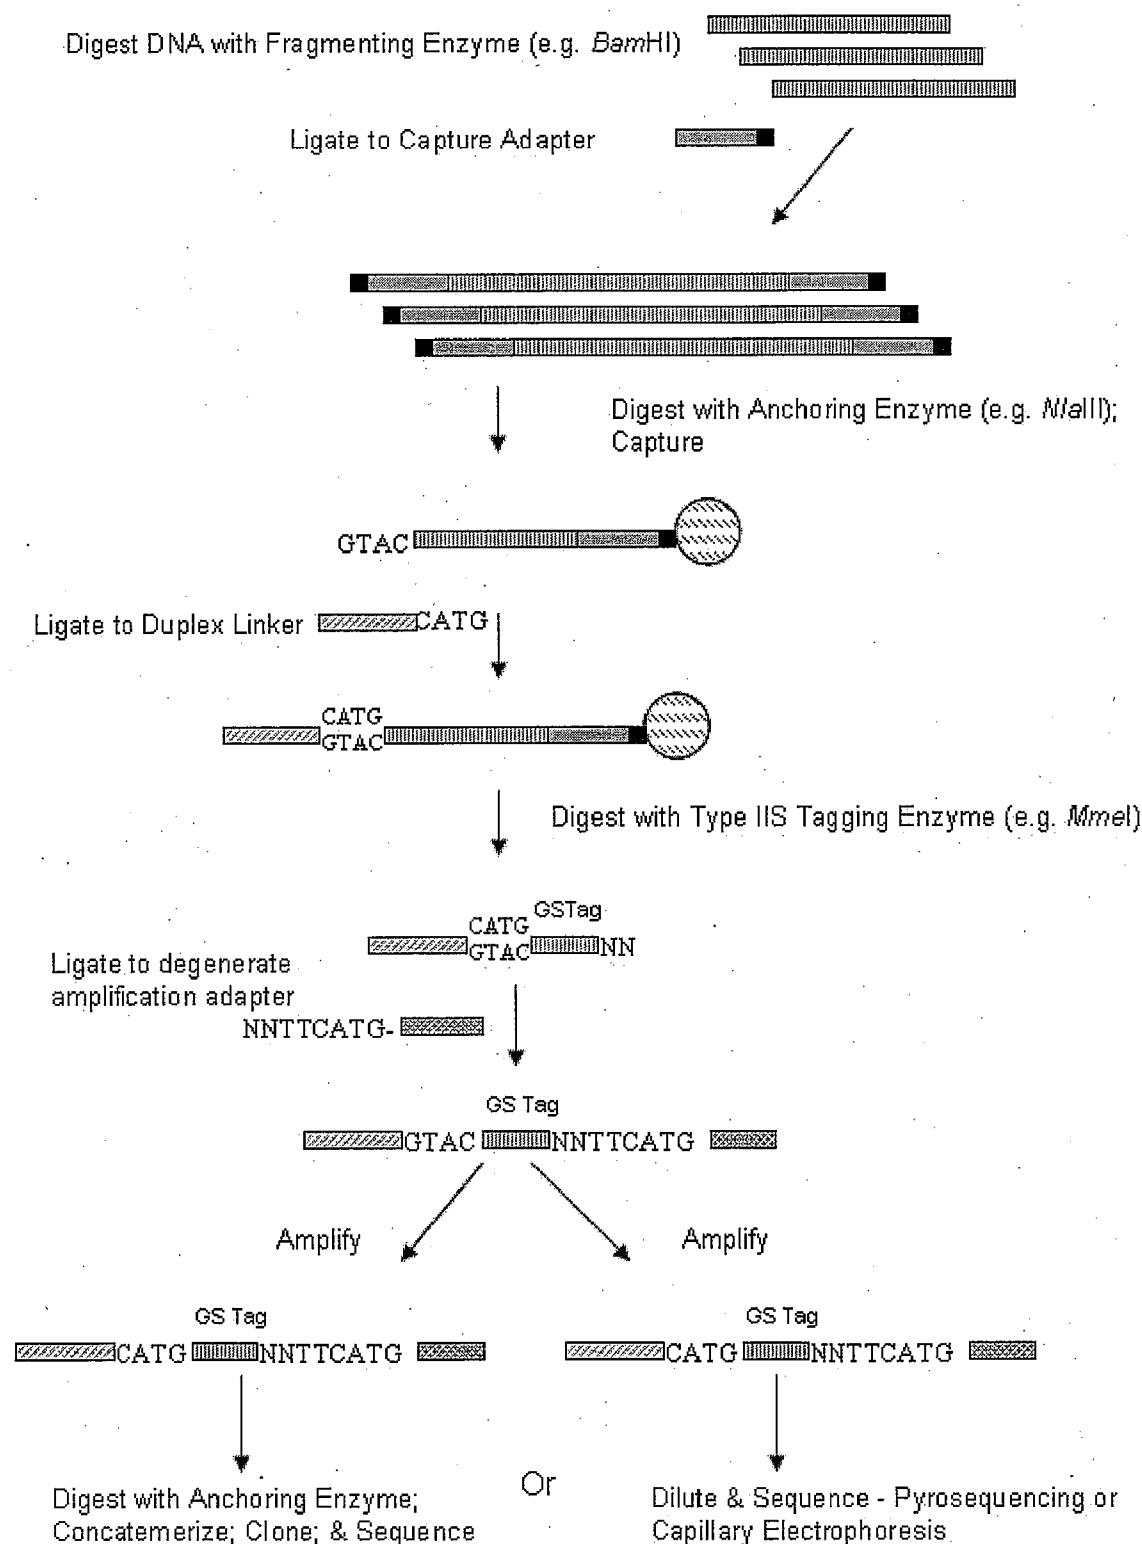 Digest DNA with Fragmenting Enzyme (e.g. BamHI)
Ligate to Capture Adapter
Digest with Anchoring Enzyme (e.g. NlaIII);
Capture
GTAC
Ligate to Duplex Linker
CATG
CATG
GTAC
Digest with Type IIS Tagging Enzyme (e.g. MmeI)
GSTag
CATG
GTAC
NN
Ligate to degenerate
amplification adapter
NNTTCATG-
GS Tag
GTAC
NNTTCATG
Amplify
Amplify
GS Tag
GS Tag
CATG
NNTTCATG
CATG
NNTTCATG
Or
Digest with Anchoring Enzyme;
Concatemerize; Clone; & Sequence
Dilute & Sequence - Pyrosequencing or
Capillary Electrophoresis